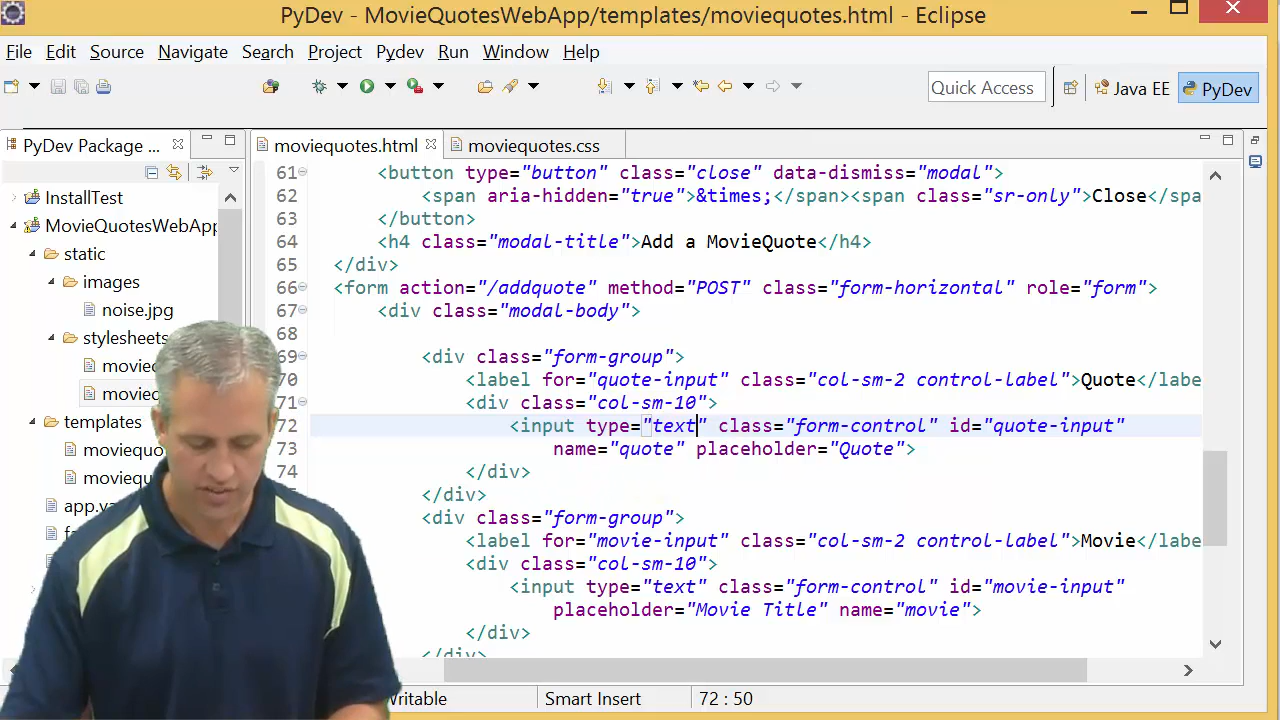 PyDev - MovieQuotesWebApp/templates/moviequotes.html - Eclipse
File Edit Source Navigate Search Project Pydev Run Window Help
Quick Access Java EE PyDev
PyDev Package ...
moviequotes.html moviequotes.css
InstallTest
MovieQuotesWebApp
static
images
noise.jpg
stylesheets
movieq
movieq
templates
moviequo
moviequ
app.ya
fa
61 <button type="button" class="close" data-dismiss="modal">
62 <span aria-hidden="true">&times;</span><span class="sr-only">Close</spa
63 </button>
64 <h4 class="modal-title">Add a MovieQuote</h4>
65 </div>
66 <form action="/addquote" method="POST" class="form-horizontal" role="form">
67 <div class="modal-body">
68
69 <div class="form-group">
70 <label for="quote-input" class="col-sm-2 control-label">Quote</labe
71 <div class="col-sm-10">
72 <input type="text" class="form-control" id="quote-input"
73 name="quote" placeholder="Quote">
74 </div>
</div>
<div class="form-group">
<label for="movie-input" class="col-sm-2 control-label">Movie</labe
<div class="col-sm-10">
<input type="text" class="form-control" id="movie-input"
placeholder="Movie Title" name="movie">
</div>
</div>
Writable Smart Insert 72 : 50